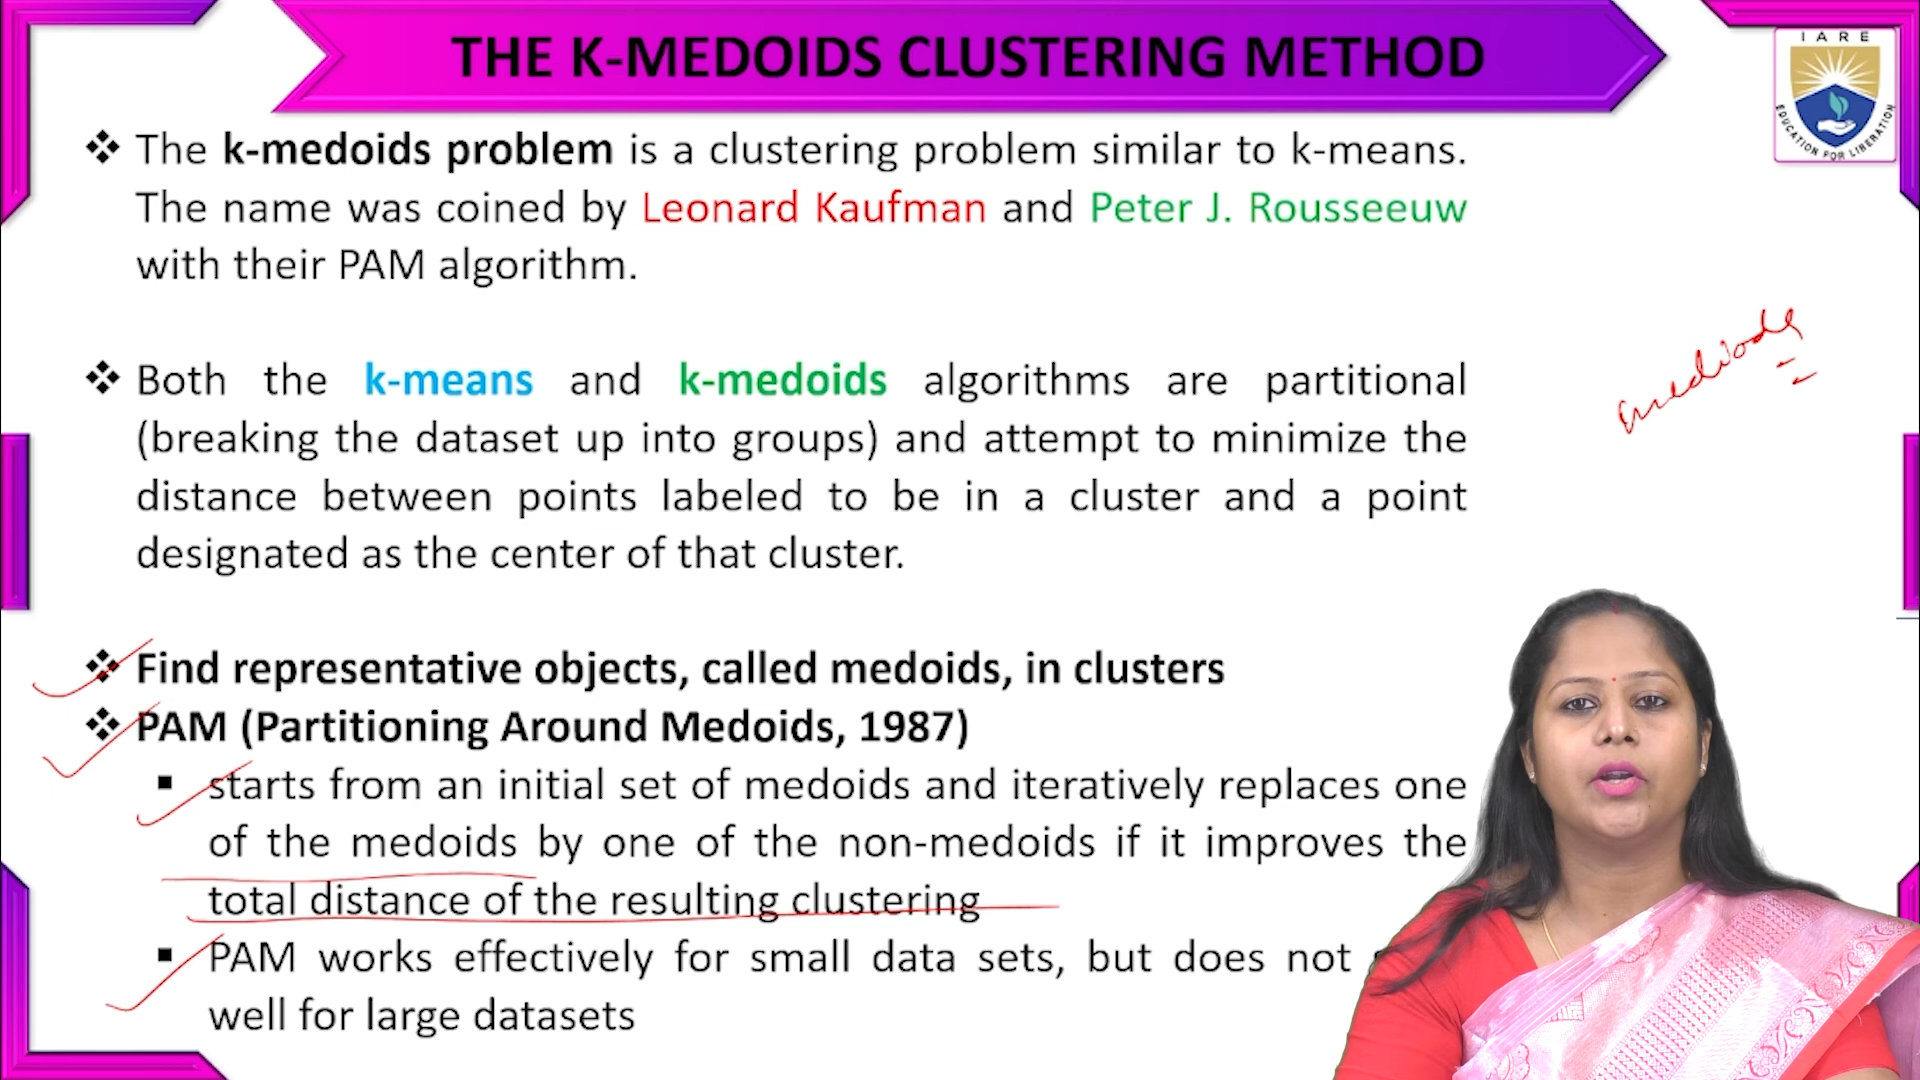 THE K-MEDOIDS CLUSTERING METHOD
IARE
EDUCATION FOR LIBERATION
❖ The k-medoids problem is a clustering problem similar to k-means.
The name was coined by Leonard Kaufman and Peter J. Rousseeuw
with their PAM algorithm.
mediods
❖ Both the k-means and k-medoids algorithms are partitional
(breaking the dataset up into groups) and attempt to minimize the
distance between points labeled to be in a cluster and a point
designated as the center of that cluster.
❖ Find representative objects, called medoids, in clusters
❖ PAM (Partitioning Around Medoids, 1987)
▪ starts from an initial set of medoids and iteratively replaces one
of the medoids by one of the non-medoids if it improves the
total distance of the resulting clustering
▪ PAM works effectively for small data sets, but does not
well for large datasets